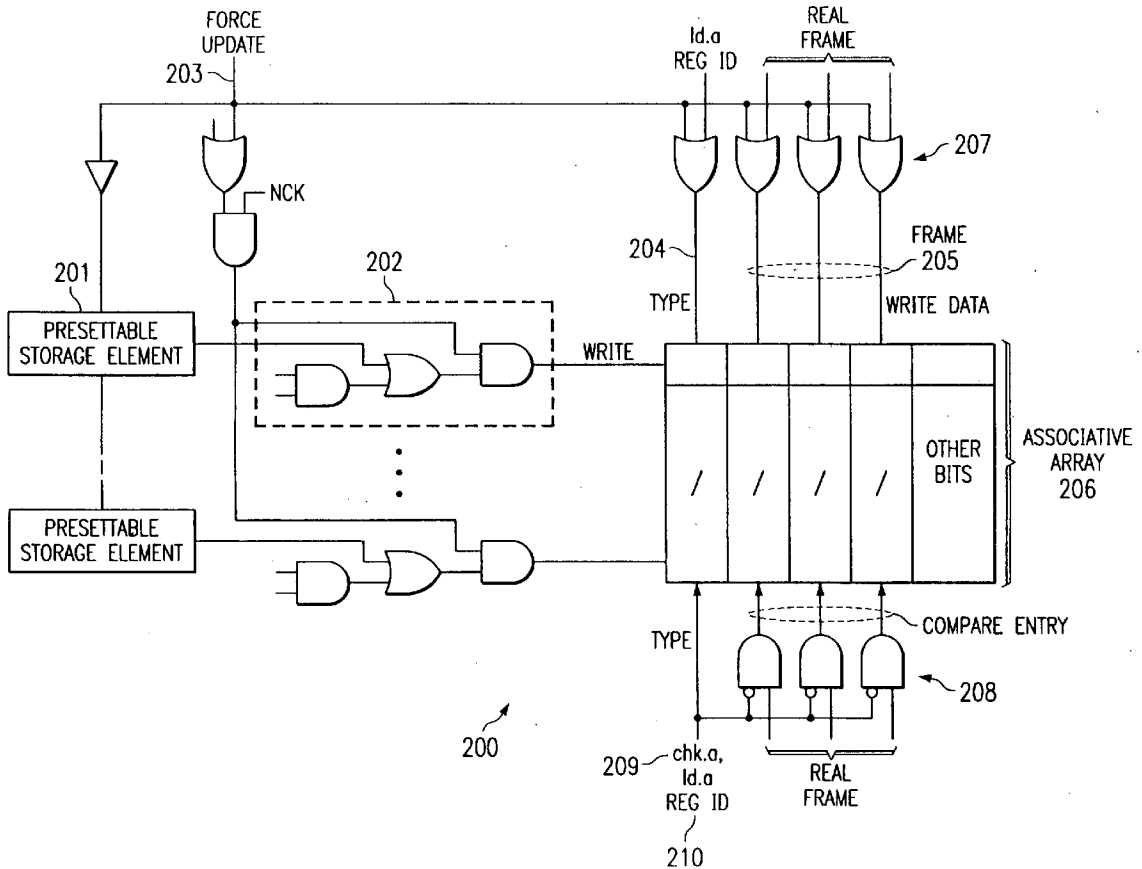 FORCE
UPDATE
203
ld.a
REG ID
REAL
FRAME
207
NCK
204
FRAME
205
201
202
TYPE
WRITE DATA
PRESETTABLE
STORAGE ELEMENT
WRITE
OTHER
BITS
ASSOCIATIVE
ARRAY
206
PRESETTABLE
STORAGE ELEMENT
TYPE
COMPARE ENTRY
208
200
209
chk.a,
ld.a
REG ID
210
REAL
FRAME